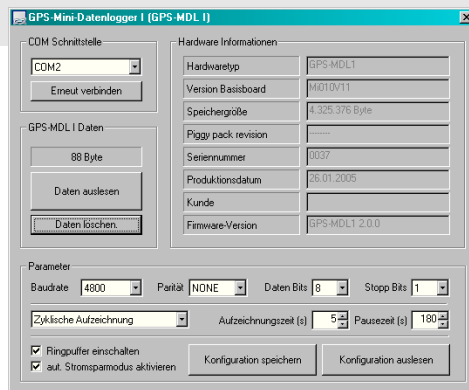 GPS-Mini-Datenlogger I (GPS-MDL I)
COM Schnittstelle
COM2
Erneut verbinden
GPS-MDL I Daten
88 Byte
Daten auslesen
Daten löschen.
Hardware Informationen
Hardwaretyp GPS-MDL1
Version Basisboard Mi010V11
Speichergröße 4.325.376 Byte
Piggy pack revision -------
Seriennummer 0037
Produktionsdatum 26.01.2005
Kunde
Firmware-Version GPS-MDL1 2.0.0
Parameter
Baudrate 4800 Parität NONE Daten Bits 8 Stopp Bits 1
Zyklische Aufzeichnung Aufzeichnungszeit (s) 5 Pausezeit (s) 180
Ringpuffer einschalten
aut. Stromsparmodus aktivieren
Konfiguration speichern
Konfiguration auslesen